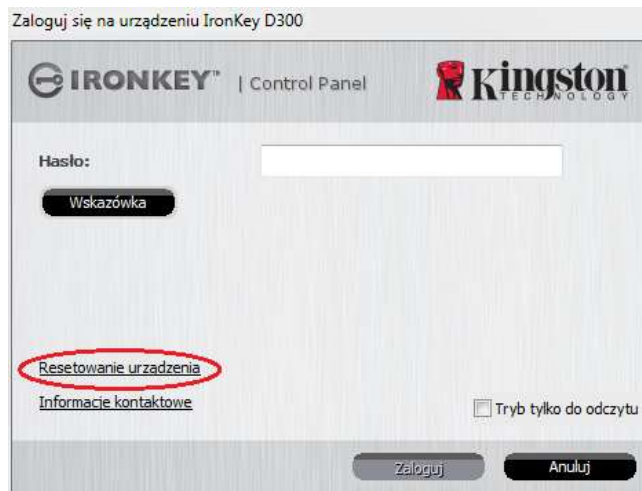 Zaloguj się na urządzeniu IronKey D300
IRONKEY™ | Control Panel
Kingston
TECHNOLOGY
Hasło:
Wskazówka
Resetowanie urzadzenia
Informacje kontaktowe
Tryb tylko do odczytu
Zaloguj
Anuluj